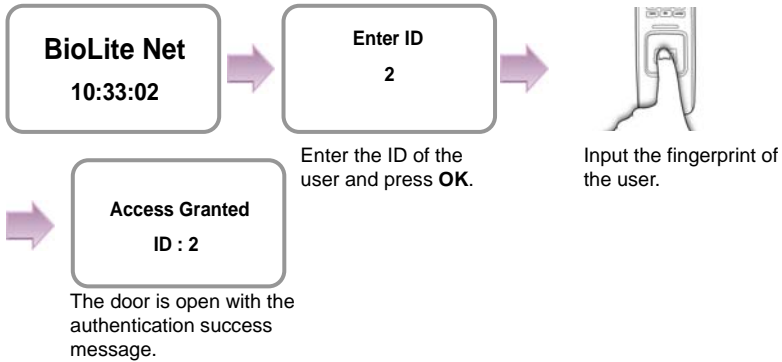 BioLite Net
10:33:02
Enter ID
2
Enter the ID of the
user and press OK.
Input the fingerprint of
the user.
Access Granted
ID : 2
The door is open with the
authentication success
message.